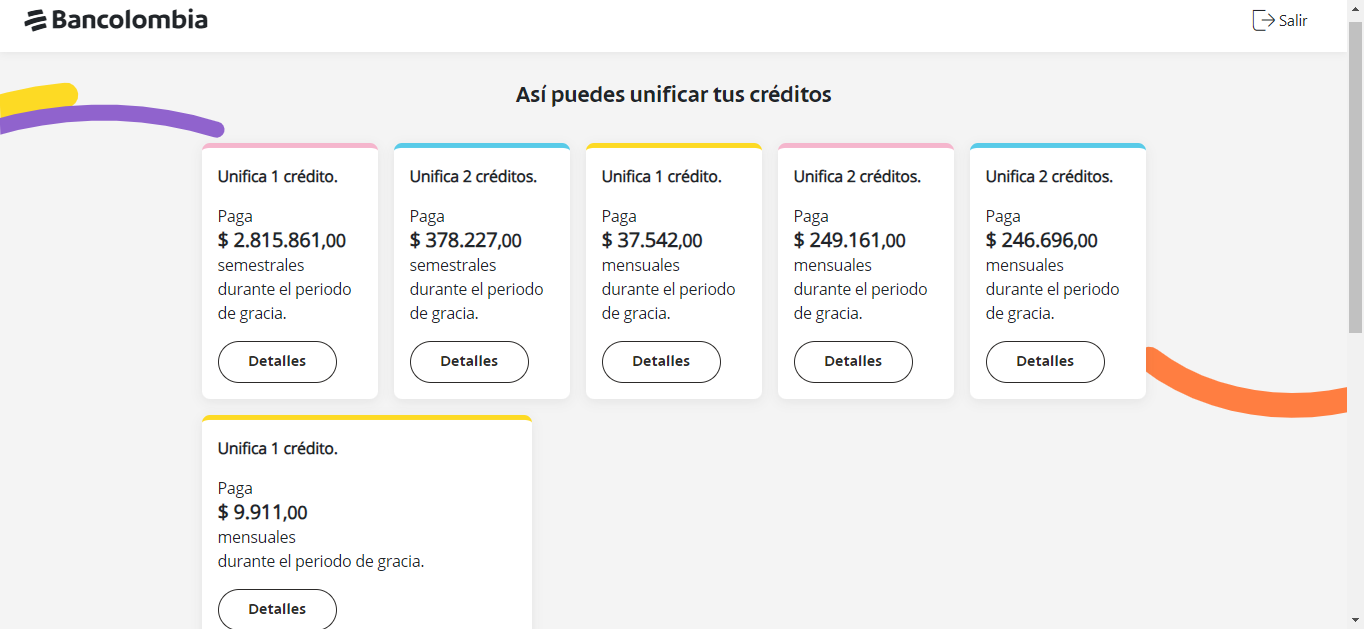 Bancolombia
Salir
Así puedes unificar tus créditos
Unifica 1 crédito.
Paga
$ 2.815.861,00
semestrales
durante el periodo
de gracia.
Detalles
Unifica 2 créditos.
Paga
$ 378.227,00
semestrales
durante el periodo
de gracia.
Detalles
Unifica 1 crédito.
Paga
$ 37.542,00
mensuales
durante el periodo
de gracia.
Detalles
Unifica 2 créditos.
Paga
$ 249.161,00
mensuales
durante el periodo
de gracia.
Detalles
Unifica 2 créditos.
Paga
$ 246.696,00
mensuales
durante el periodo
de gracia.
Detalles
Unifica 1 crédito.
Paga
$ 9.911,00
mensuales
durante el periodo de gracia.
Detalles